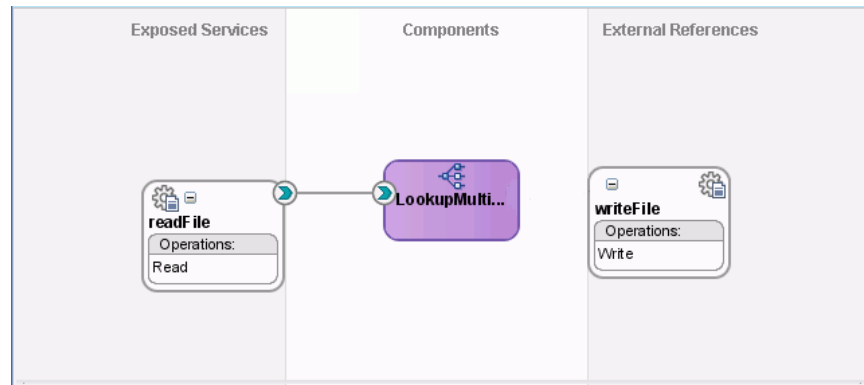 Exposed Services
Components
External References
readFile
Operations:
Read
LookupMulti...
writeFile
Operations:
Write